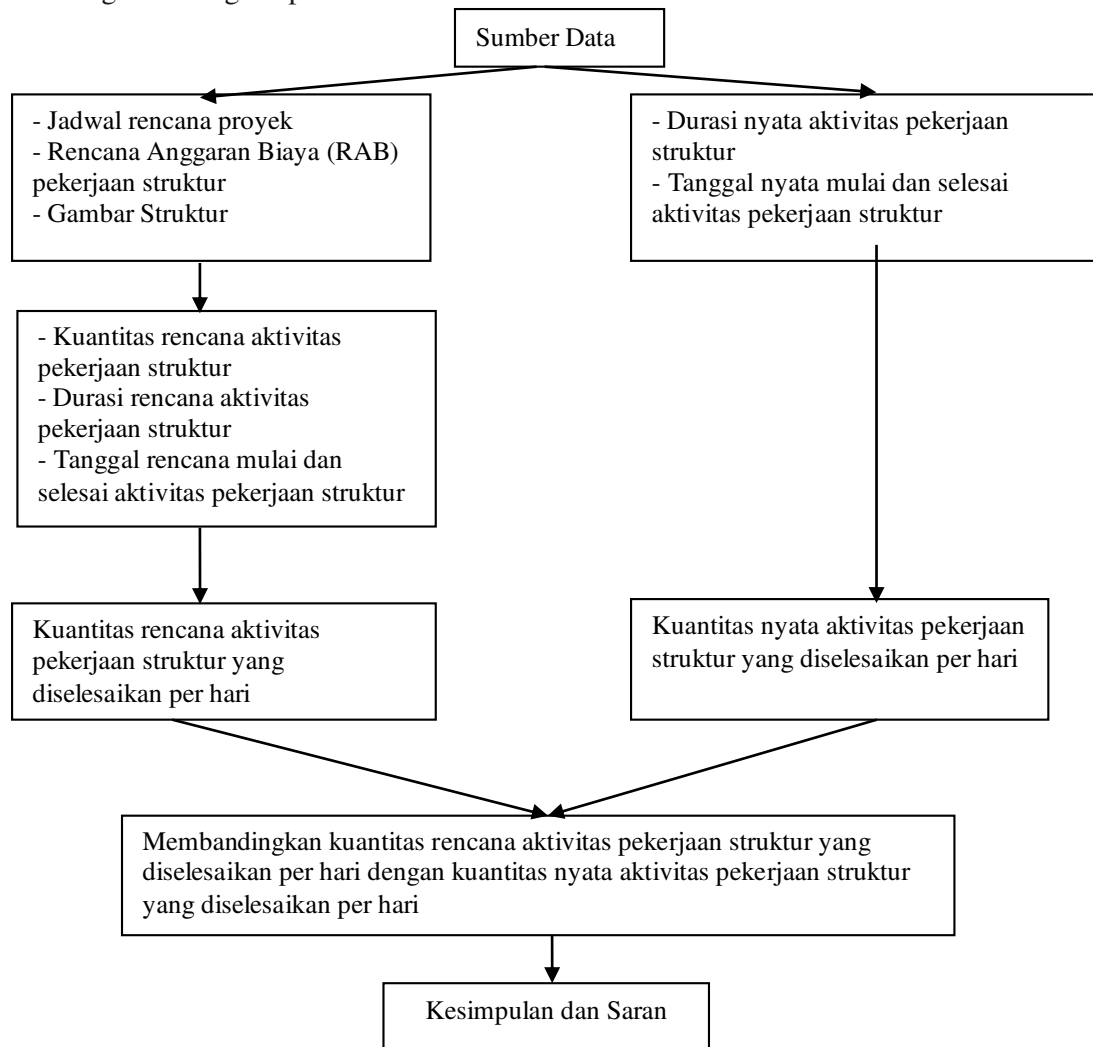 Sumber Data
- Jadwal rencana proyek
- Rencana Anggaran Biaya (RAB)
pekerjaan struktur
- Gambar Struktur
- Durasi nyata aktivitas pekerjaan
struktur
- Tanggal nyata mulai dan selesai
aktivitas pekerjaan struktur
- Kuantitas rencana aktivitas
pekerjaan struktur
- Durasi rencana aktivitas
pekerjaan struktur
- Tanggal rencana mulai dan
selesai aktivitas pekerjaan struktur
Kuantitas rencana aktivitas
pekerjaan struktur yang
diselesaikan per hari
Kuantitas nyata aktivitas pekerjaan
struktur yang diselesaikan per hari
Membandingkan kuantitas rencana aktivitas pekerjaan struktur yang
diselesaikan per hari dengan kuantitas nyata aktivitas pekerjaan struktur
yang diselesaikan per hari
Kesimpulan dan Saran